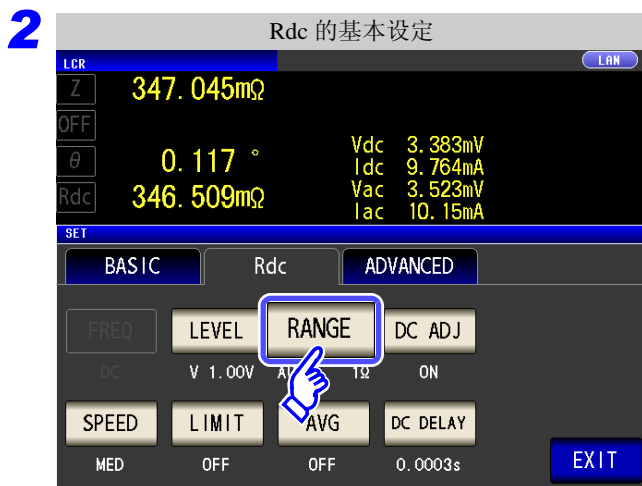 2
Rdc 的基本设定
LCR
LAN
Z 347.045mΩ
OFF
θ 0.117 °
Rdc 346.509mΩ
Vdc 3.383mV
Idc 9.764mA
Vac 3.523mV
Iac 10.15mA
SET
BASIC Rdc ADVANCED
FREQ LEVEL RANGE DC ADJ
DC V 1.00V 1Ω ON
SPEED LIMIT AVG DC DELAY
MED OFF OFF 0.0003s
EXIT